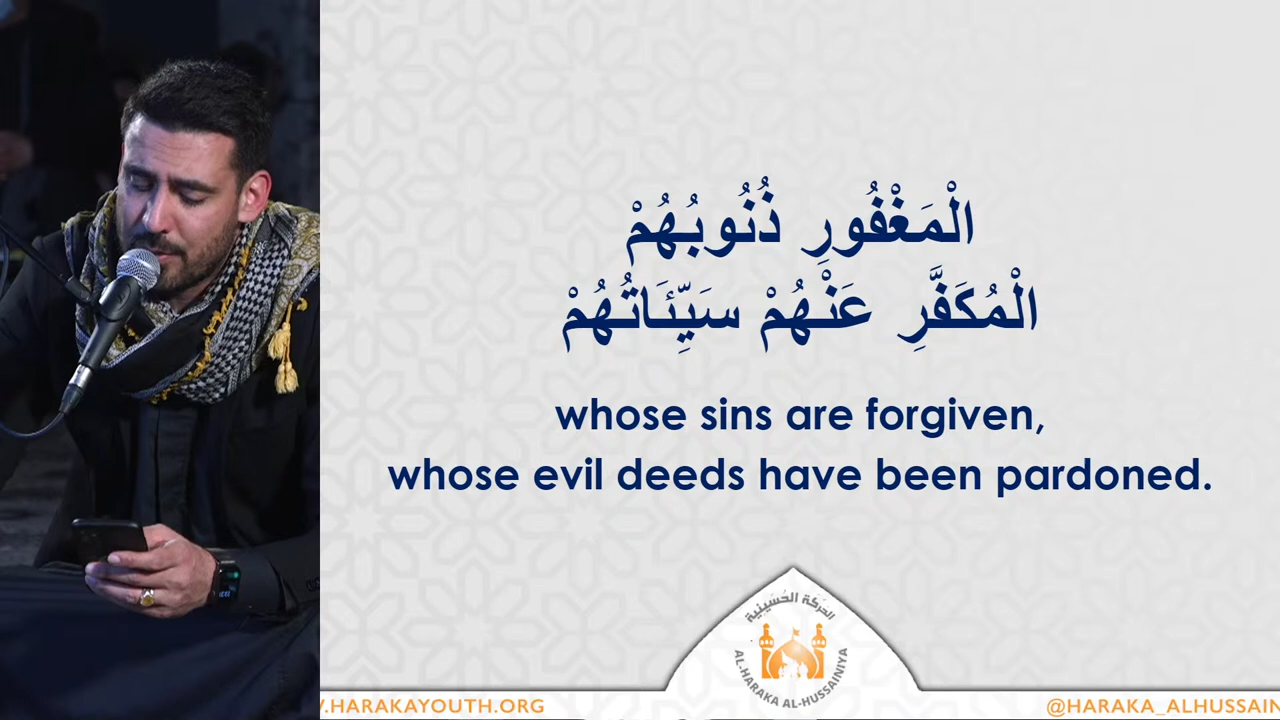 الْمَغْفُورِ ذُنُوبُهُمْ
الْمُكَفَّرِ عَنْهُمْ سَيِّئَاتُهُمْ
whose sins are forgiven,
whose evil deeds have been pardoned.
الحركة الحسينية
AL-HARAKA AL-HUSSAINIYA
.HARAKAYOUTH.ORG
@HARAKA_ALHUSSAIN